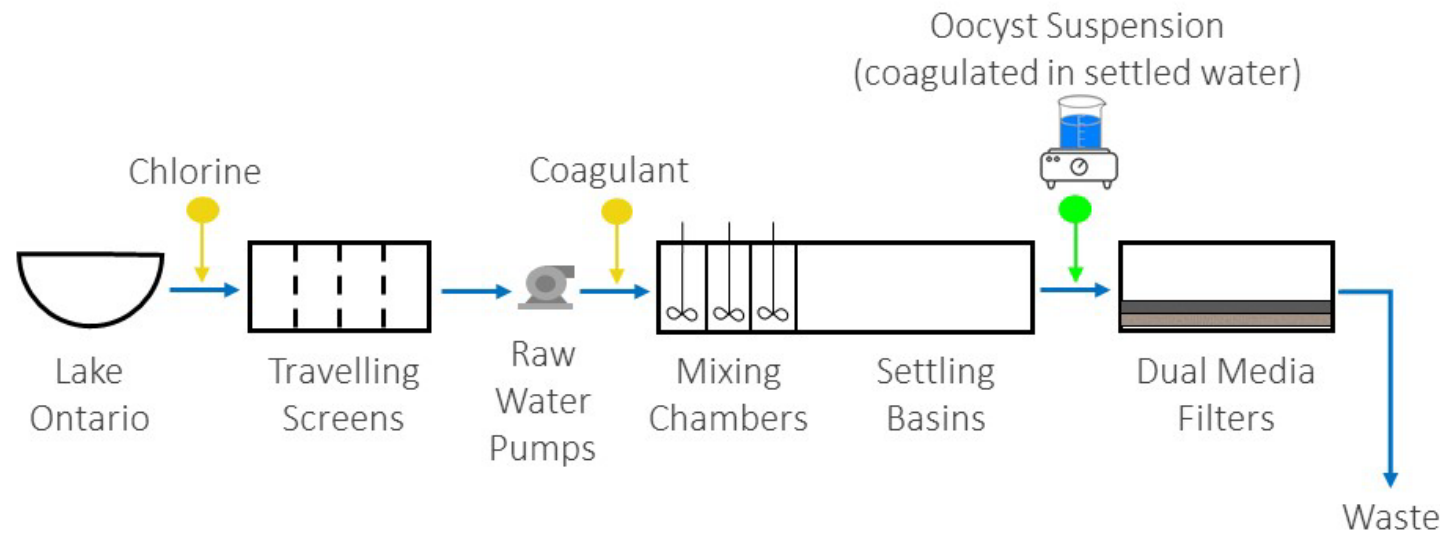 Oocyst Suspension
(coagulated in settled water)
Chlorine
Coagulant
Lake
Ontario
Travelling
Screens
Raw
Water
Pumps
Mixing
Chambers
Settling
Basins
Dual Media
Filters
Waste